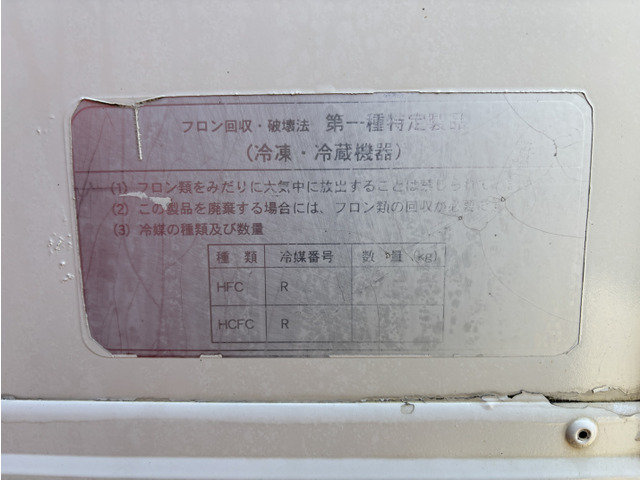 フロン回収・破壊法 第一種特定製品
(冷凍・冷蔵機器)
(1) フロン類をみだりに大気中に放出することは禁じられて
(2) この製品を廃棄する場合には、フロン類の回収が必要で
(3) 冷媒の種類及び数量
種 類 冷媒番号 数 量 (kg)
HFC R
HCFC R